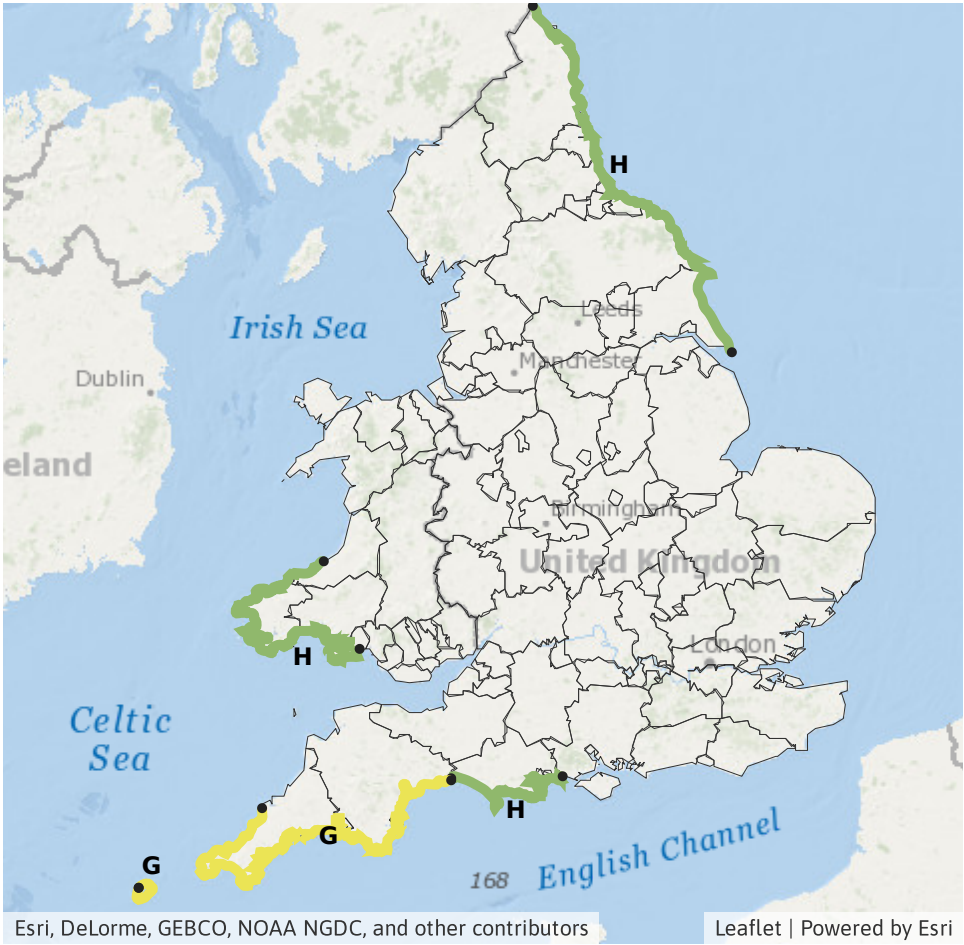 H
Leeds
Irish Sea
Manchester
Dublin
eland
Birmingham
United Kingdom
London
H
Celtic
Sea
H
G
G
English Channel
168
Esri, DeLorme, GEBCO, NOAA NGDC, and other contributors
Leaflet | Powered by Esri